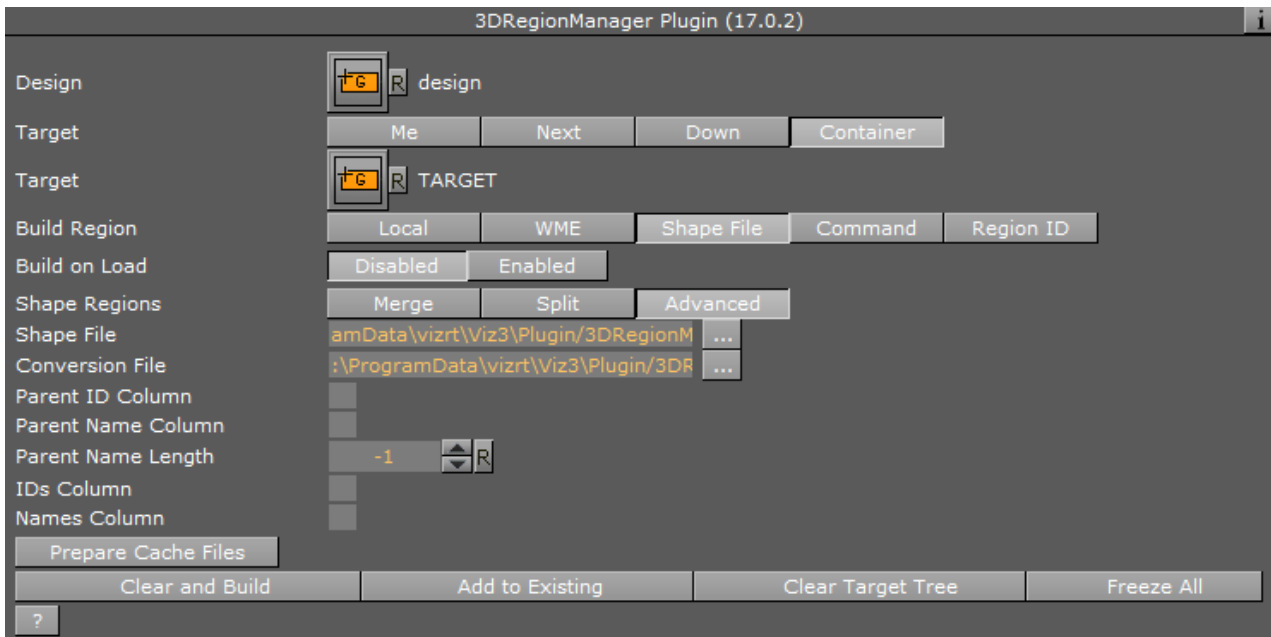 3DRegionManager Plugin (17.0.2) i
Design G R design
Target Me Next Down Container
Target G R TARGET
Build Region Local WME Shape File Command Region ID
Build on Load Disabled Enabled
Shape Regions Merge Split Advanced
Shape File amData\vizrt\Viz3\Plugin/3DRegionM ...
Conversion File :\ProgramData\vizrt\Viz3\Plugin/3DR ...
Parent ID Column
Parent Name Column
Parent Name Length -1 R
IDs Column
Names Column
Prepare Cache Files
Clear and Build Add to Existing Clear Target Tree Freeze All
?